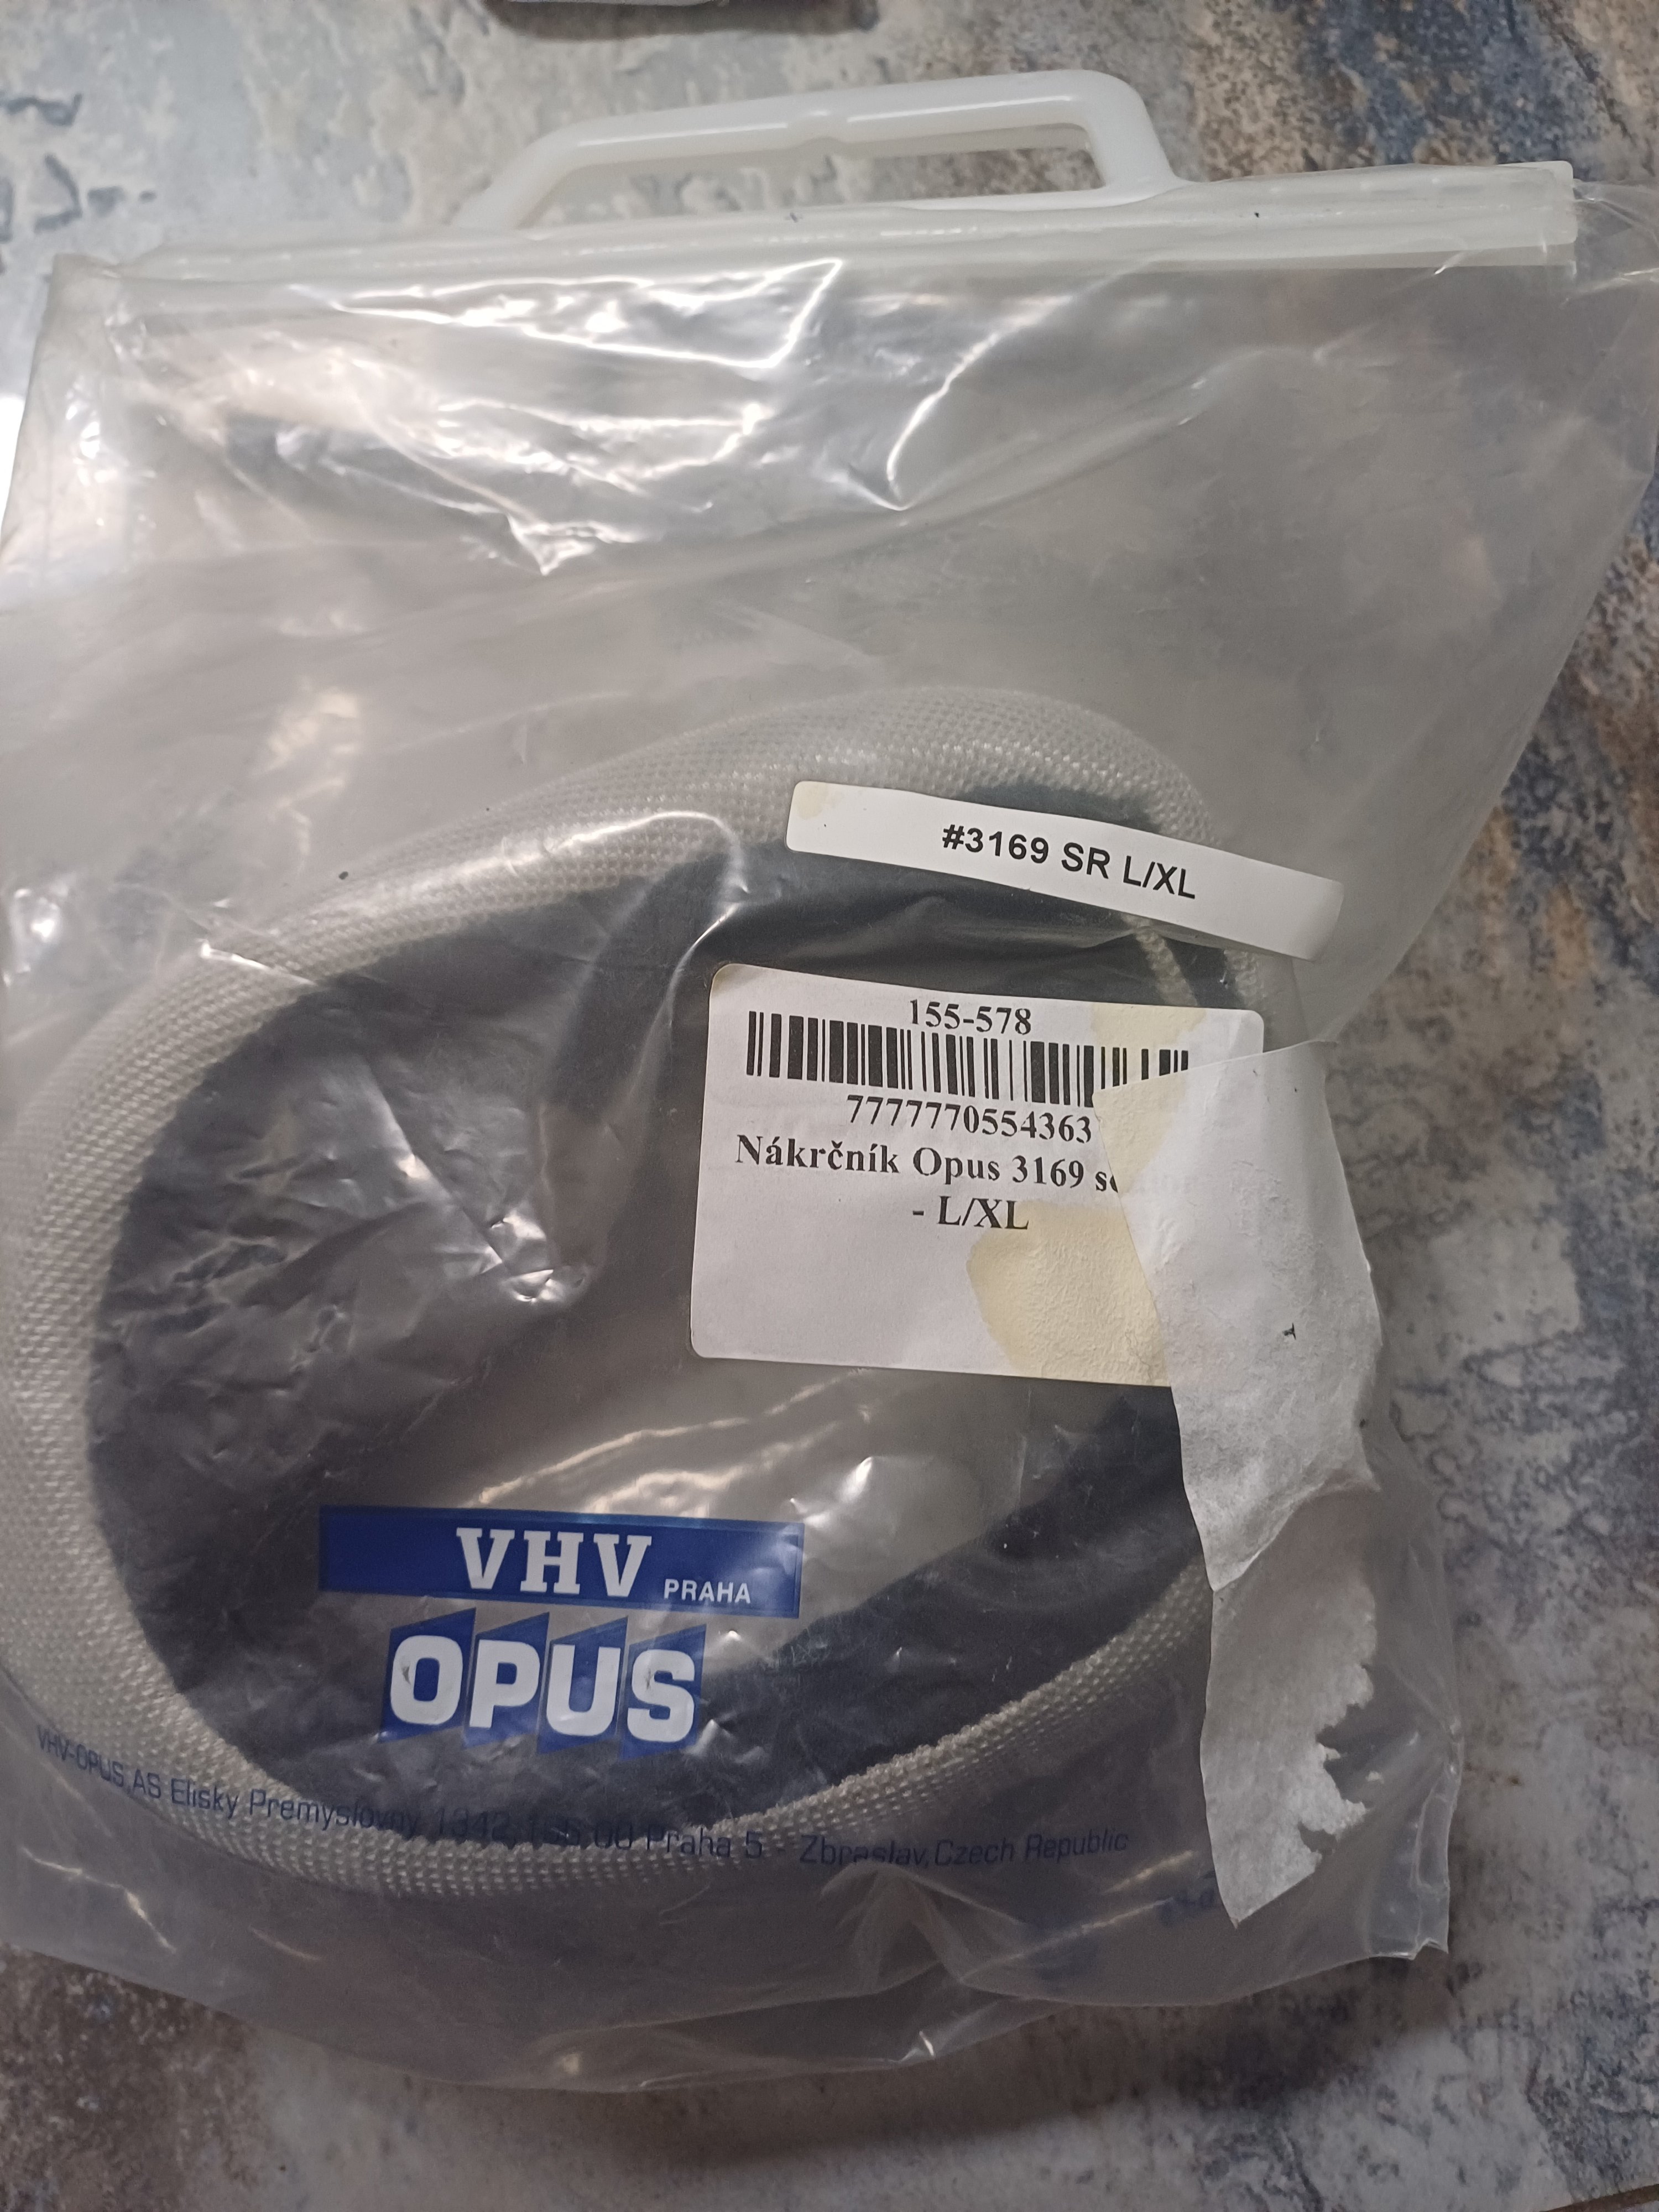 #3169 SR L/XL
155-578
7777770554363
Nákrčník Opus 3169
- L/XL
VHV PRAHA
OPUS
VHV-OPUS,AS Elisky Premyslovny 1342, 156 00 Praha 5 - Zbraslav,Czech Republic